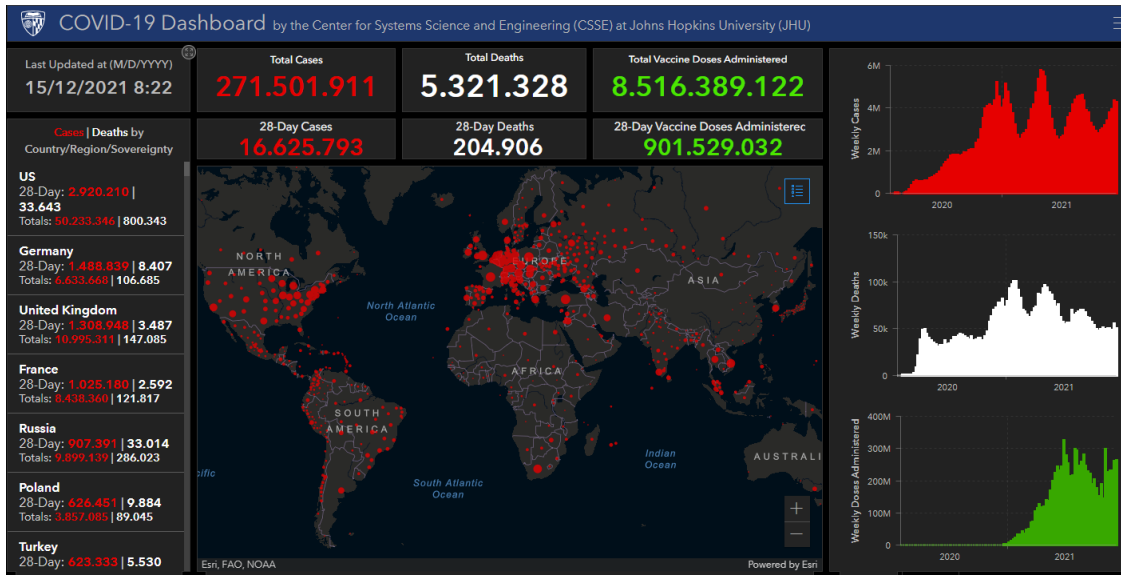 COVID-19 Dashboard by the Center for Systems Science and Engineering (CSSE) at Johns Hopkins University (JHU)
Last Updated at (M/D/YYYY)
15/12/2021 8:22
Total Cases
271.501.911
Total Deaths
5.321.328
Total Vaccine Doses Administered
8.516.389.122
28-Day Cases
16.625.793
28-Day Deaths
204.906
28-Day Vaccine Doses Administerec
901.529.032
Cases | Deaths by
Country/Region/Sovereignty
US
28-Day: 2.920.210 |
33.643
Totals: 50.233.346 | 800.343
Germany
28-Day: 1.488.839 | 8.407
Totals: 6.633.668 | 106.685
United Kingdom
28-Day: 1.308.948 | 3.487
Totals: 10.995.311 | 147.085
France
28-Day: 1.025.180 | 2.592
Totals: 8.438.360 | 121.817
Russia
28-Day: 907.391 | 33.014
Totals: 9.899.139 | 286.023
Poland
28-Day: 626.451 | 9.884
Totals: 3.857.085 | 89.045
Turkey
28-Day: 623.333 | 5.530
NORTH
AMERICA
North Atlantic
Ocean
EUROPE
ASIA
AFRICA
SOUTH
AMERICA
South Atlantic
Ocean
Indian
Ocean
AUSTRALI
cific
+
−
Esri, FAO, NOAA
Powered by Esri
Weekly Cases
6M
4M
2M
0
2020
2021
Weekly Deaths
150k
100k
50k
0
2020
2021
Weekly Doses Administered
400M
300M
200M
100M
0
2020
2021